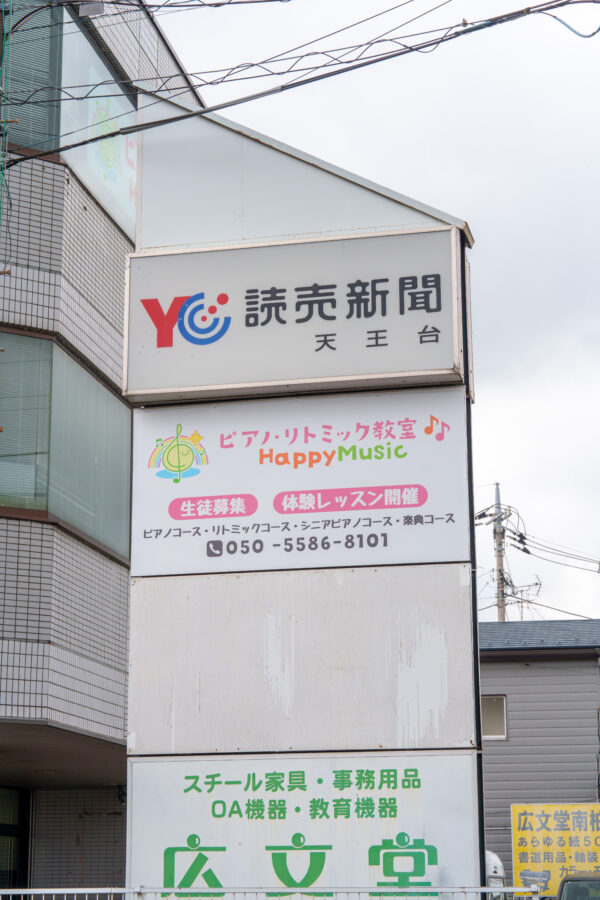 YC 読売新聞
天王台
ピアノ・リトミック教室
HappyMusic
生徒募集 体験レッスン開催
ピアノコース・リトミックコース・シニアピアノコース・楽典コース
050-5586-8101
スチール家具・事務用品
OA機器・教育機器
広文堂
広文堂南柏
あらゆる紙50
書道用品・軸装
カラー